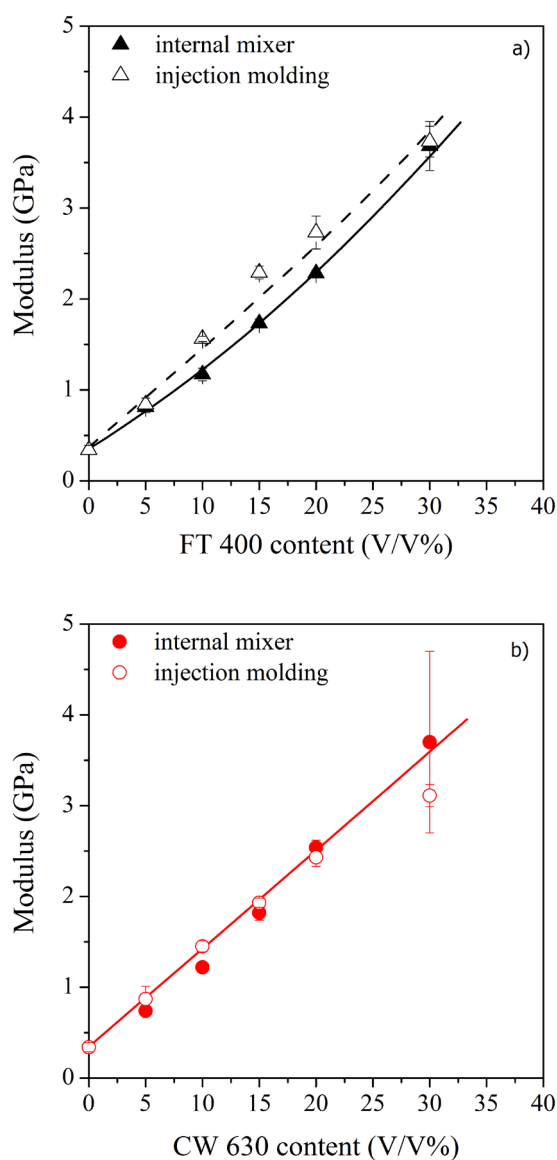 5
internal mixer
a)
injection molding
4
3
2
1
0
Modulus (GPa)
0 5 10 15 20 25 30 35 40
FT 400 content (V/V%)
5
internal mixer
b)
injection molding
4
3
2
1
0
Modulus (GPa)
0 5 10 15 20 25 30 35 40
CW 630 content (V/V%)